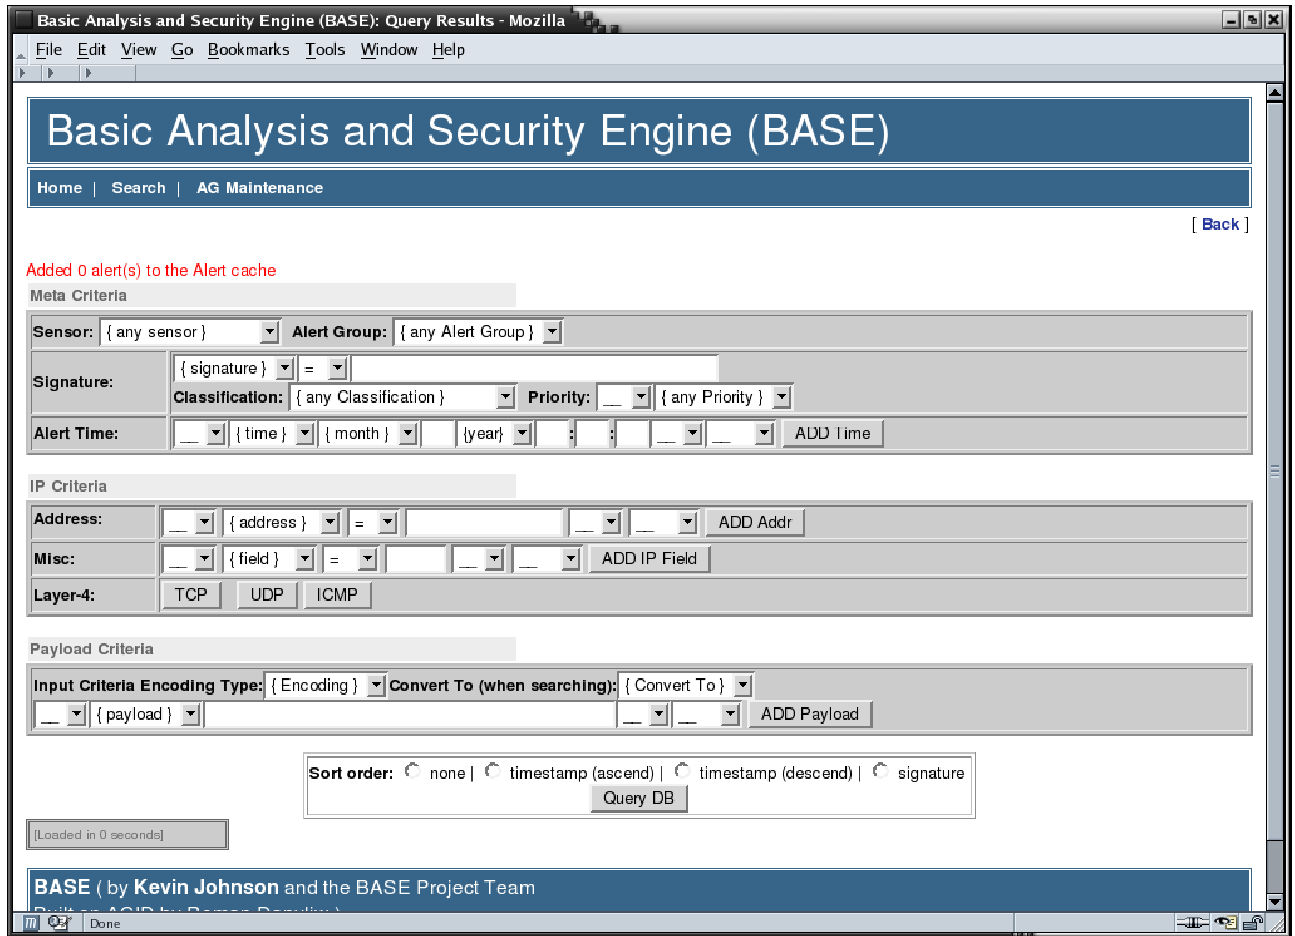 Basic Analysis and Security Engine (BASE): Query Results - Mozilla
File Edit View Go Bookmarks Tools Window Help
Basic Analysis and Security Engine (BASE)
Home | Search | AG Maintenance
[ Back ]
Added 0 alert(s) to the Alert cache
Meta Criteria
Sensor: { any sensor } Alert Group: { any Alert Group }
Signature: { signature } =
Classification: { any Classification } Priority: __ { any Priority }
Alert Time: __ { time } { month } {year} : : __ __ ADD Time
IP Criteria
Address: __ { address } = __ __ ADD Addr
Misc: __ { field } = __ __ ADD IP Field
Layer-4: TCP UDP ICMP
Payload Criteria
Input Criteria Encoding Type: { Encoding } Convert To (when searching): { Convert To }
__ { payload } __ __ ADD Payload
Sort order: none | timestamp (ascend) | timestamp (descend) | signature
Query DB
[Loaded in 0 seconds]
BASE ( by Kevin Johnson and the BASE Project Team
Done